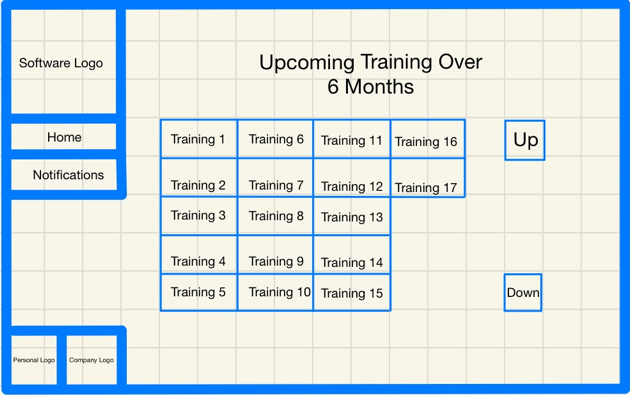 Software Logo
Home
Notifications
Personal Logo
Company Logo
Upcoming Training Over
6 Months
Training 1
Training 6
Training 11
Training 16
Training 2
Training 7
Training 12
Training 17
Training 3
Training 8
Training 13
Training 4
Training 9
Training 14
Training 5
Training 10
Training 15
Up
Down